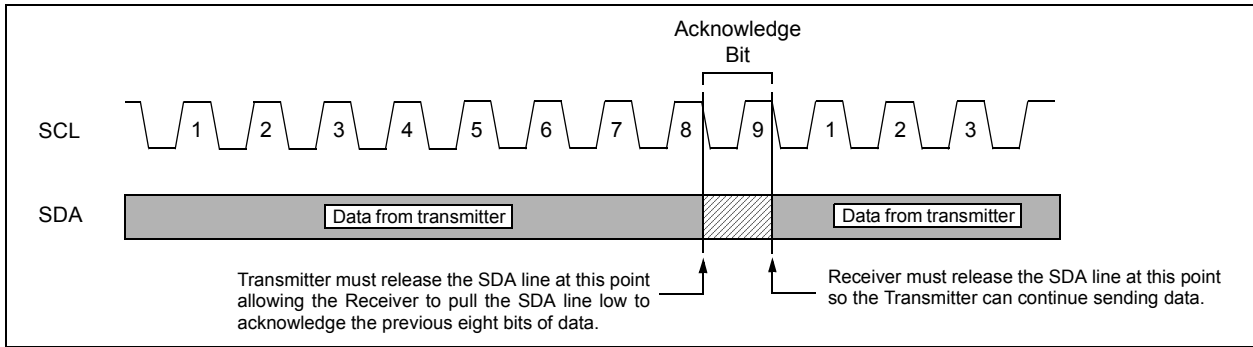 Acknowledge
Bit
SCL
1 2 3 4 5 6 7 8 9 1 2 3
SDA
Data from transmitter
Data from transmitter
Transmitter must release the SDA line at this point
allowing the Receiver to pull the SDA line low to
acknowledge the previous eight bits of data.
Receiver must release the SDA line at this point
so the Transmitter can continue sending data.